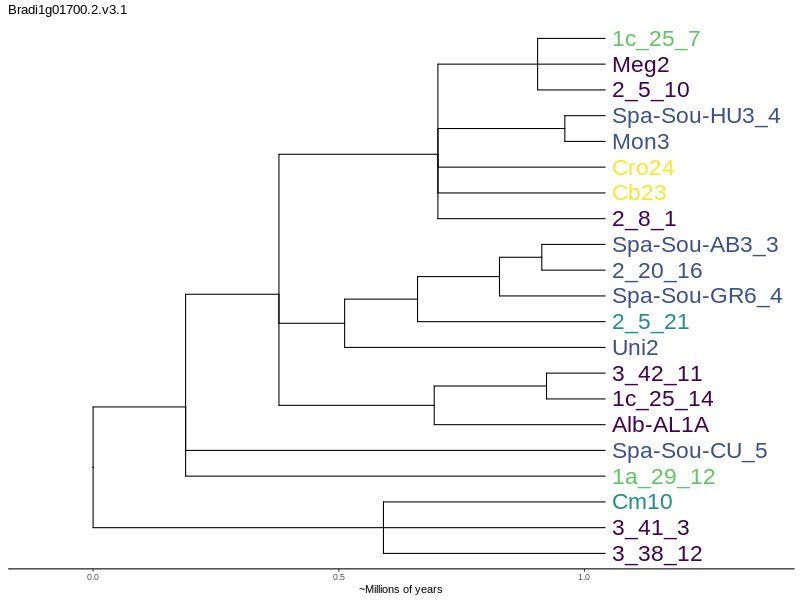 Bradi1g01700.2.v3.1
1c_25_7
Meg2
2_5_10
Spa-Sou-HU3_4
Mon3
Cro24
Cb23
2_8_1
Spa-Sou-AB3_3
2_20_16
Spa-Sou-GR6_4
2_5_21
Uni2
3_42_11
1c_25_14
Alb-AL1A
Spa-Sou-CU_5
1a_29_12
Cm10
3_41_3
3_38_12
0.0 0.5 1.0
~Millions of years